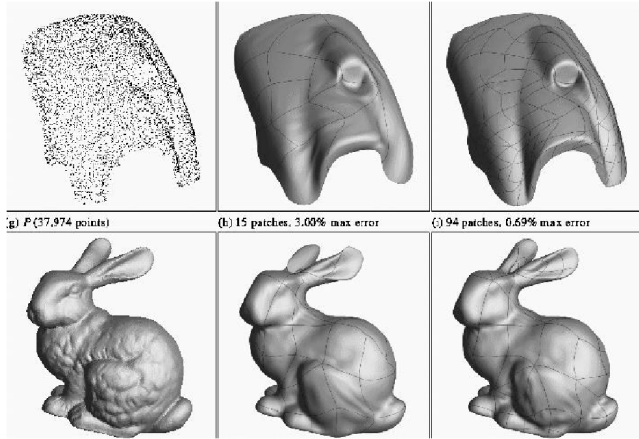 (g) P (37,974 points)
(h) 15 patches, 3.00% max error
(i) 94 patches, 0.69% max error